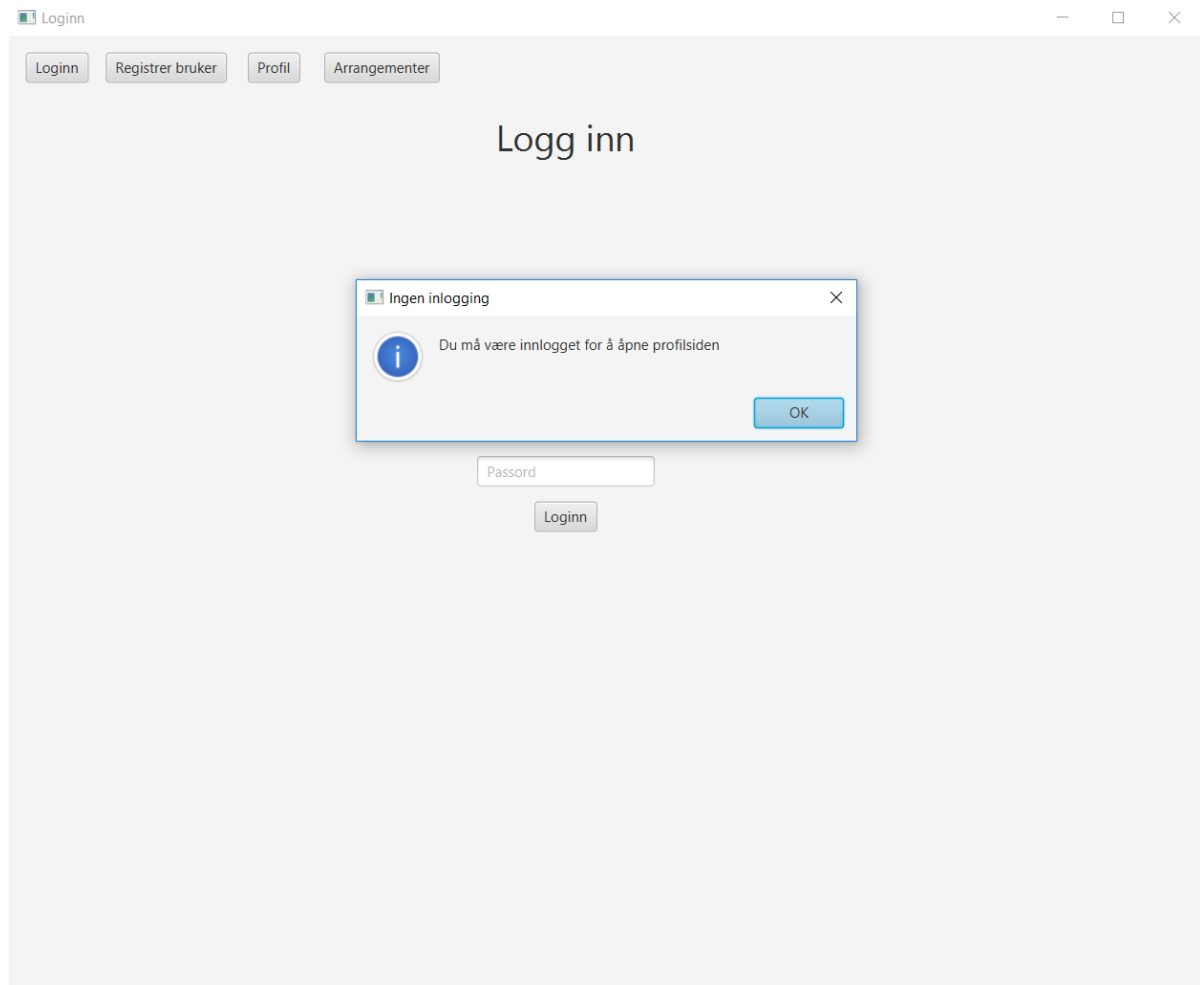 Loginn
Loginn Registrer bruker Profil Arrangementer
Logg inn
Ingen inlogging
Du må være innlogget for å åpne profilsiden
OK
Passord
Loginn